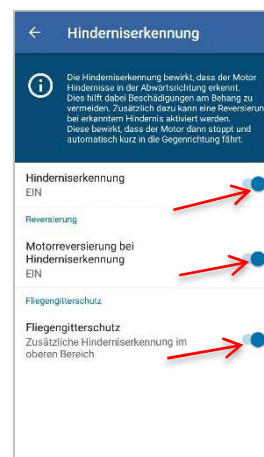 Hinderniserkennung
Die Hinderniserkennung bewirkt, dass der Motor
Hindernisse in der Abwärtsrichtung erkennt.
Dies hilft dabei Beschädigungen am Behang zu
vermeiden. Zusätzlich dazu kann eine Reversierun
bei erkanntem Hindernis aktiviert werden.
Diese bewirkt, dass der Motor dann stoppt und
automatisch kurz in die Gegenrichtung fährt.
Hinderniserkennung
EIN
Reversierung
Motorreversierung bei
Hinderniserkennung
EIN
Fliegengitterschutz
Fliegengitterschutz
Zusätzliche Hinderniserkennung im
oberen Bereich